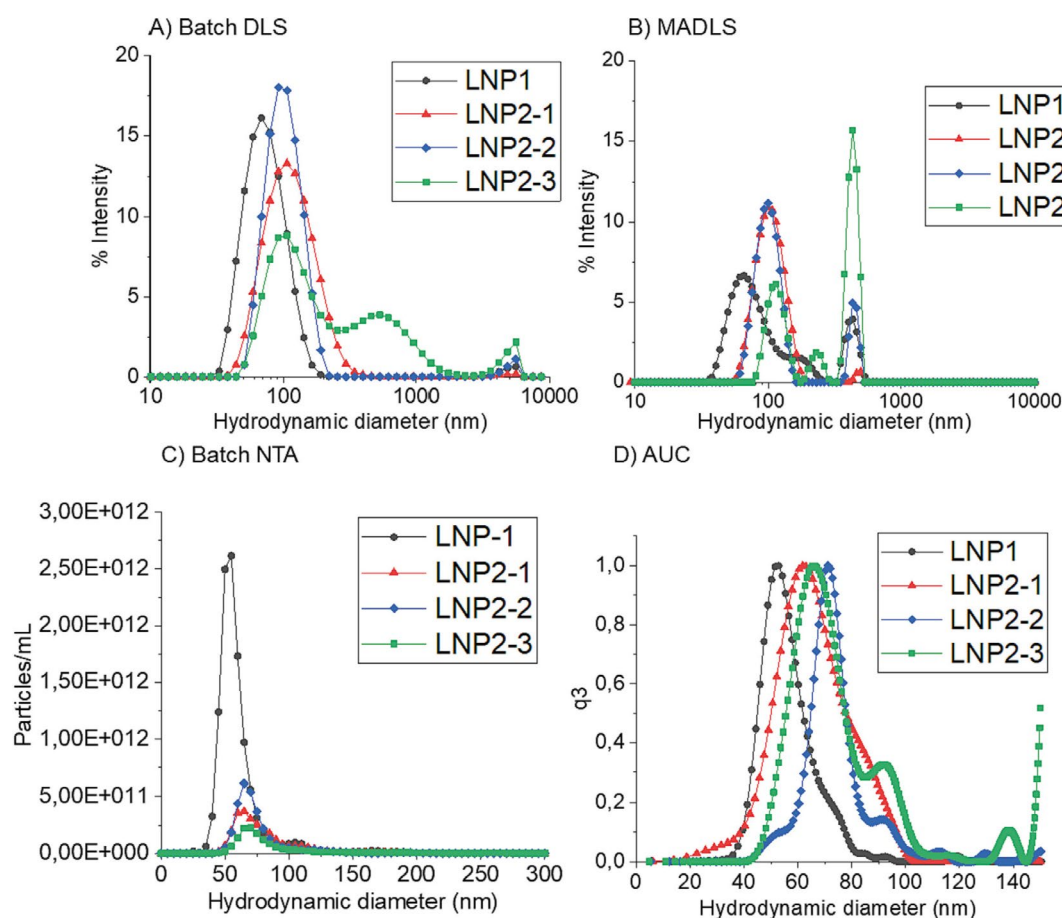 A) Batch DLS
20
15
10
5
0
% Intensity
10
100
1000
10000
Hydrodynamic diameter (nm)
LNP1
LNP2-1
LNP2-2
LNP2-3
B) MADLS
20
15
10
5
0
% Intensity
10
100
1000
10000
Hydrodynamic diameter (nm)
LNP1
LNP2
LNP2
LNP2
C) Batch NTA
3,00E+012
2,50E+012
2,00E+012
1,50E+012
1,00E+012
5,00E+011
0,00E+000
Particles/mL
0
50
100
150
200
250
300
Hydrodynamic diameter (nm)
LNP-1
LNP2-1
LNP2-2
LNP2-3
D) AUC
1,0
0,8
0,6
0,4
0,2
0,0
q3
0
20
40
60
80
100
120
140
Hydrodynamic diameter (nm)
LNP1
LNP2-1
LNP2-2
LNP2-3